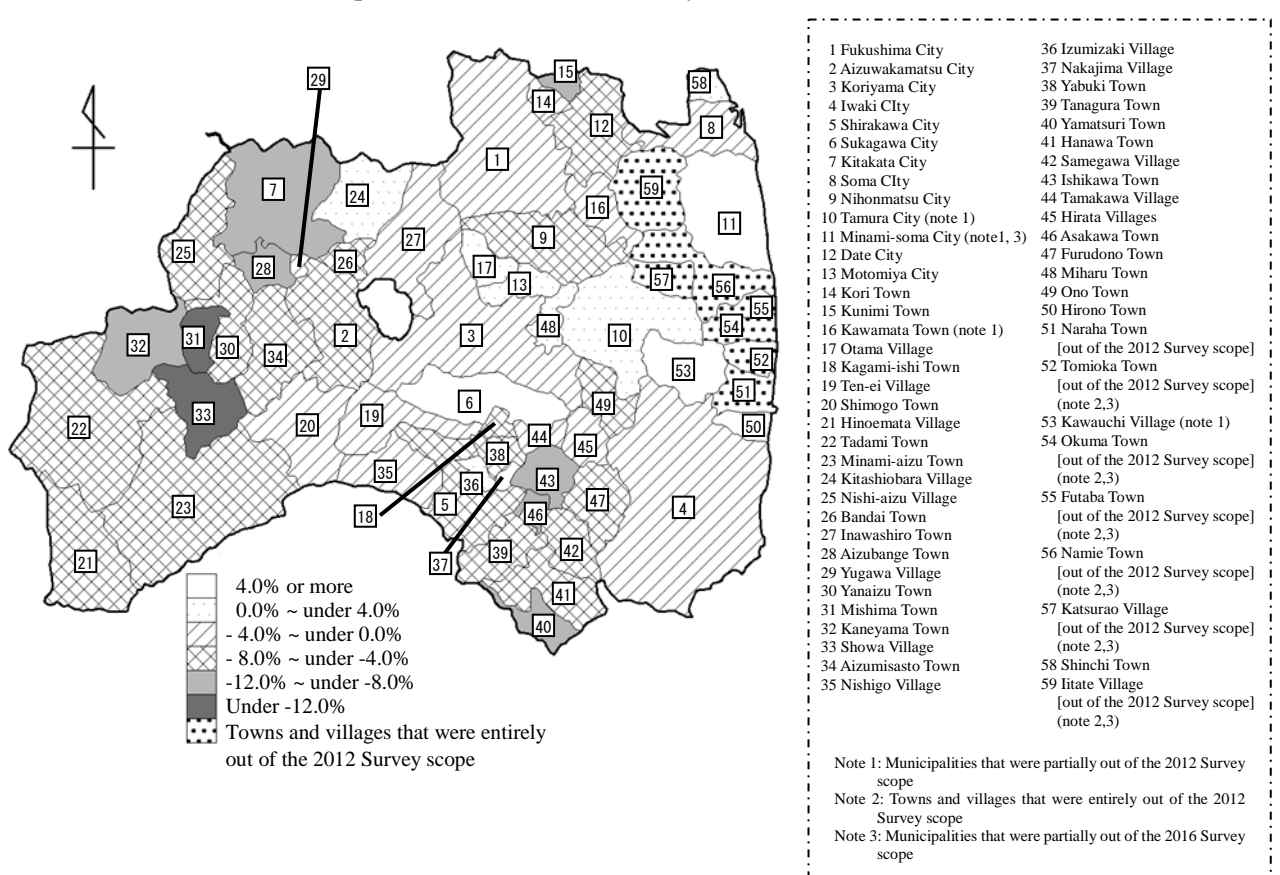 29
15
58
14
12
8
1
7
59
24
11
16
27
9
25
26
28
17
57
56
13
55
54
48
10
2
3
32
31
30
34
53
52
51
6
33
49
19
20
50
44
22
45
38
35
43
36
47
23
5
4
46
18
39
42
37
21
41
40
4.0% or more
0.0% ~ under 4.0%
- 4.0% ~ under 0.0%
- 8.0% ~ under -4.0%
-12.0% ~ under -8.0%
Under -12.0%
Towns and villages that were entirely
out of the 2012 Survey scope
1 Fukushima City
2 Aizuwakamatsu City
3 Koriyama City
4 Iwaki CIty
5 Shirakawa City
6 Sukagawa City
7 Kitakata City
8 Soma CIty
9 Nihonmatsu City
10 Tamura City (note 1)
11 Minami-soma City (note1, 3)
12 Date City
13 Motomiya City
14 Kori Town
15 Kunimi Town
16 Kawamata Town (note 1)
17 Otama Village
18 Kagami-ishi Town
19 Ten-ei Village
20 Shimogo Town
21 Hinoemata Village
22 Tadami Town
23 Minami-aizu Town
24 Kitashiobara Village
25 Nishi-aizu Village
26 Bandai Town
27 Inawashiro Town
28 Aizubange Town
29 Yugawa Village
30 Yanaizu Town
31 Mishima Town
32 Kaneyama Town
33 Showa Village
34 Aizumisasto Town
35 Nishigo Village
36 Izumizaki Village
37 Nakajima Village
38 Yabuki Town
39 Tanagura Town
40 Yamatsuri Town
41 Hanawa Town
42 Samegawa Village
43 Ishikawa Town
44 Tamakawa Village
45 Hirata Villages
46 Asakawa Town
47 Furudono Town
48 Miharu Town
49 Ono Town
50 Hirono Town
51 Naraha Town
[out of the 2012 Survey scope]
52 Tomioka Town
[out of the 2012 Survey scope]
(note 2,3)
53 Kawauchi Village (note 1)
54 Okuma Town
[out of the 2012 Survey scope]
(note 2,3)
55 Futaba Town
[out of the 2012 Survey scope]
(note 2,3)
56 Namie Town
[out of the 2012 Survey scope]
(note 2,3)
57 Katsurao Village
[out of the 2012 Survey scope]
(note 2,3)
58 Shinchi Town
59 Iitate Village
[out of the 2012 Survey scope]
(note 2,3)
Note 1: Municipalities that were partially out of the 2012 Survey
scope
Note 2: Towns and villages that were entirely out of the 2012
Survey scope
Note 3: Municipalities that were partially out of the 2016 Survey
scope